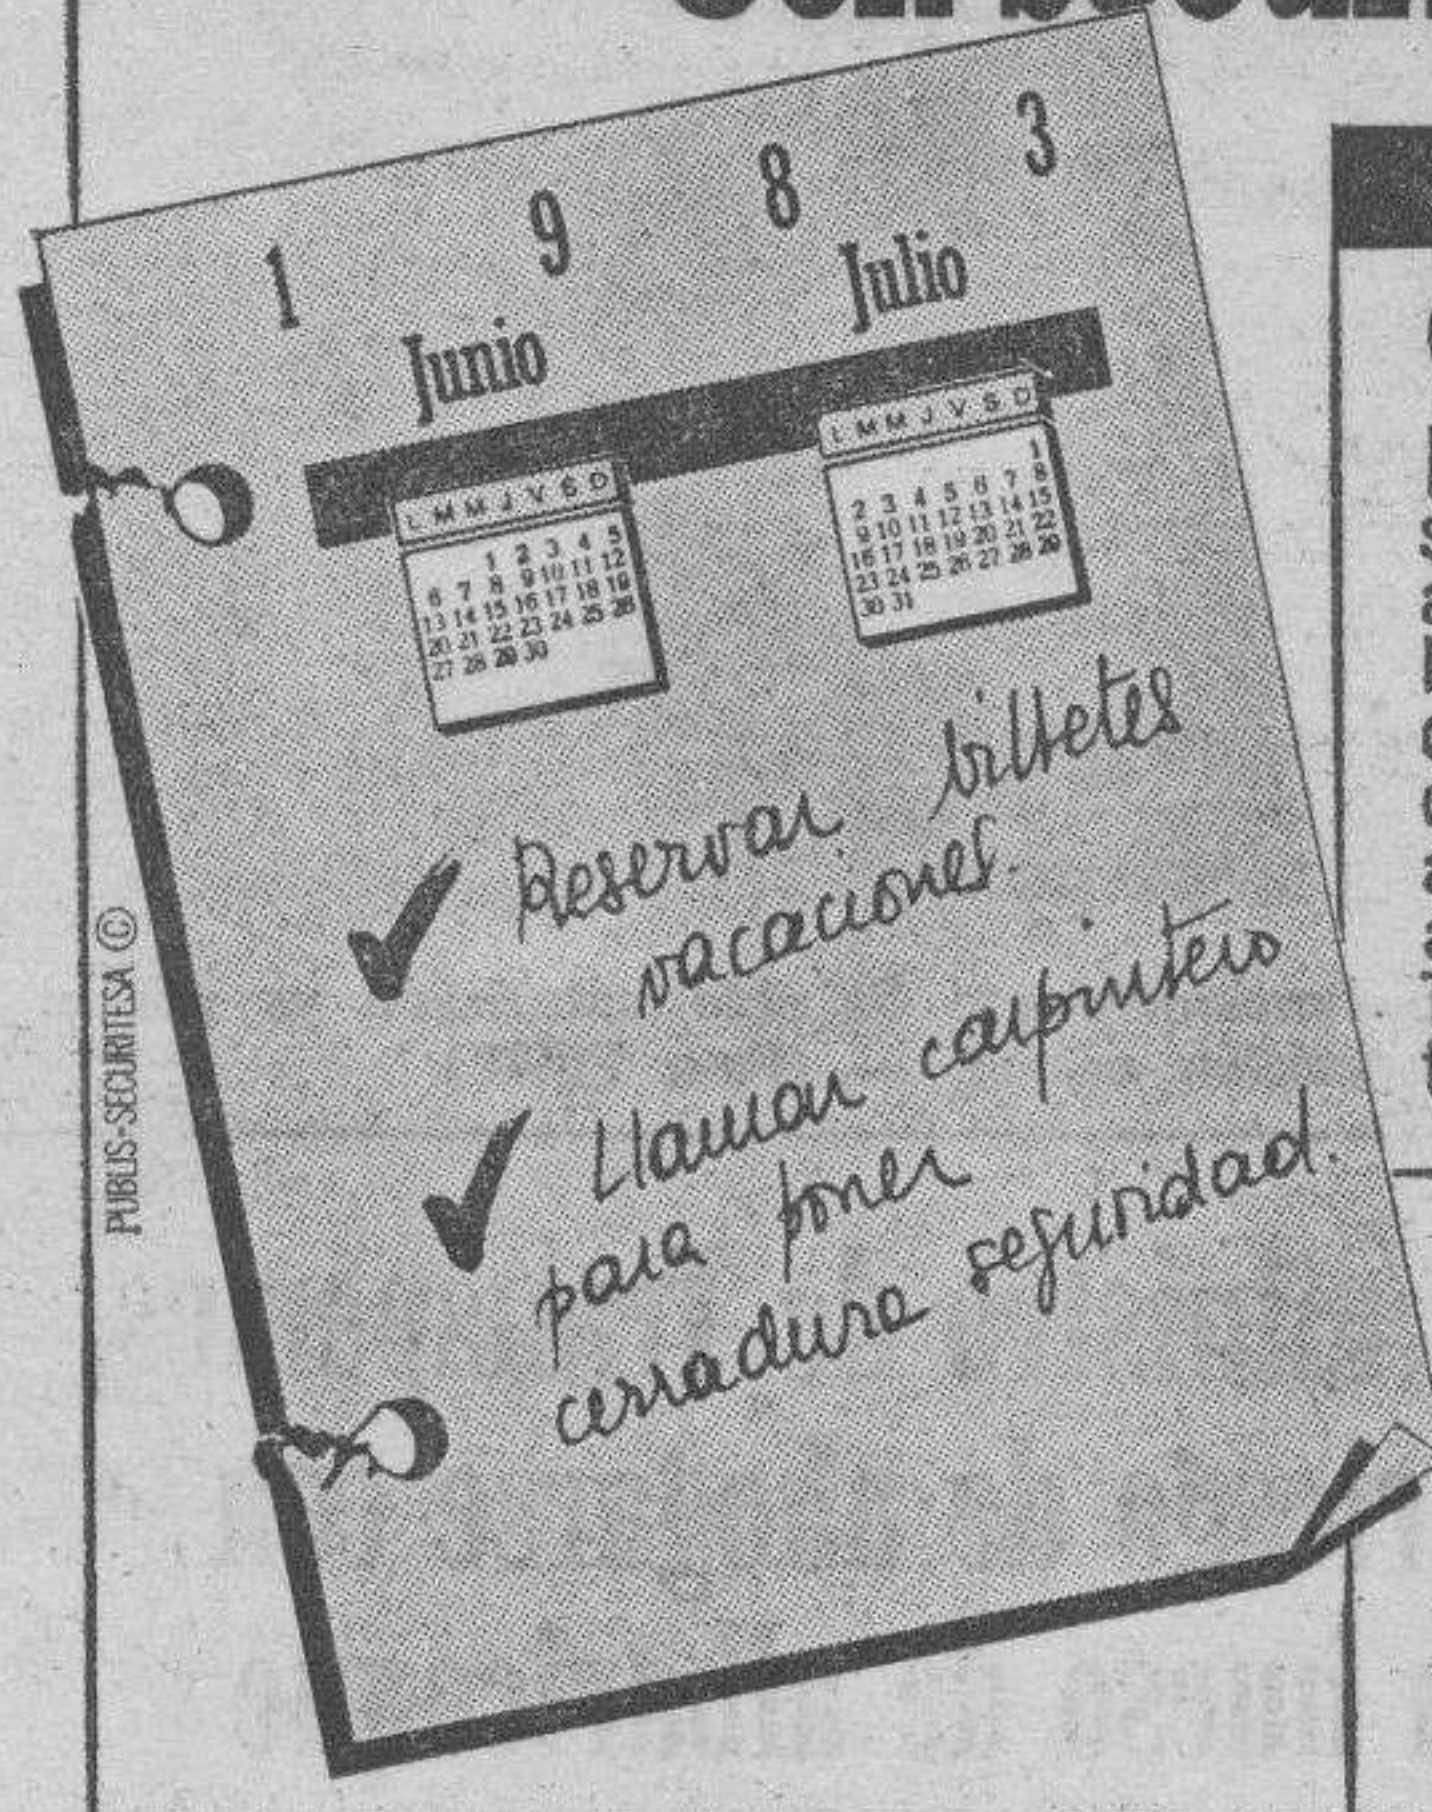 1 9 8 3
Junio Julio
L M M J V S D
1 2 3 4 5
6 7 8 9 10 11 12
13 14 15 16 17 18 19
20 21 22 23 24 25 26
27 28 29 30
L M M J V S D
1
2 3 4 5 6 7 8
9 10 11 12 13 14 15
16 17 18 19 20 21 22
23 24 25 26 27 28 29
30 31
Reservar billetes
vacaciones.
Llamar carpintero
para poner
cerradura seguridad.
PUBLIS-SECURITESA ©